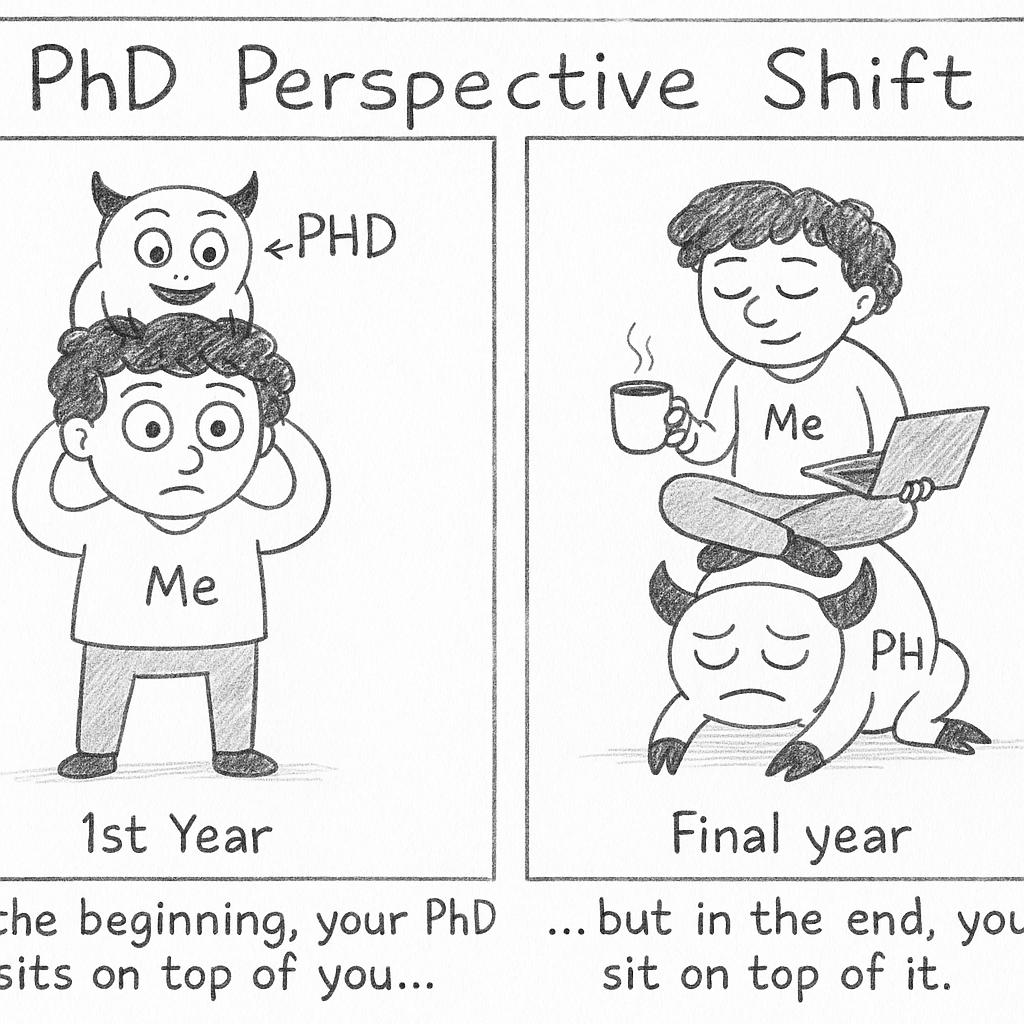 PhD Perspective Shift
←PHD
Me
1st Year
the beginning, your PhD
sits on top of you...
Me
PH
Final year
...but in the end, you
sit on top of it.